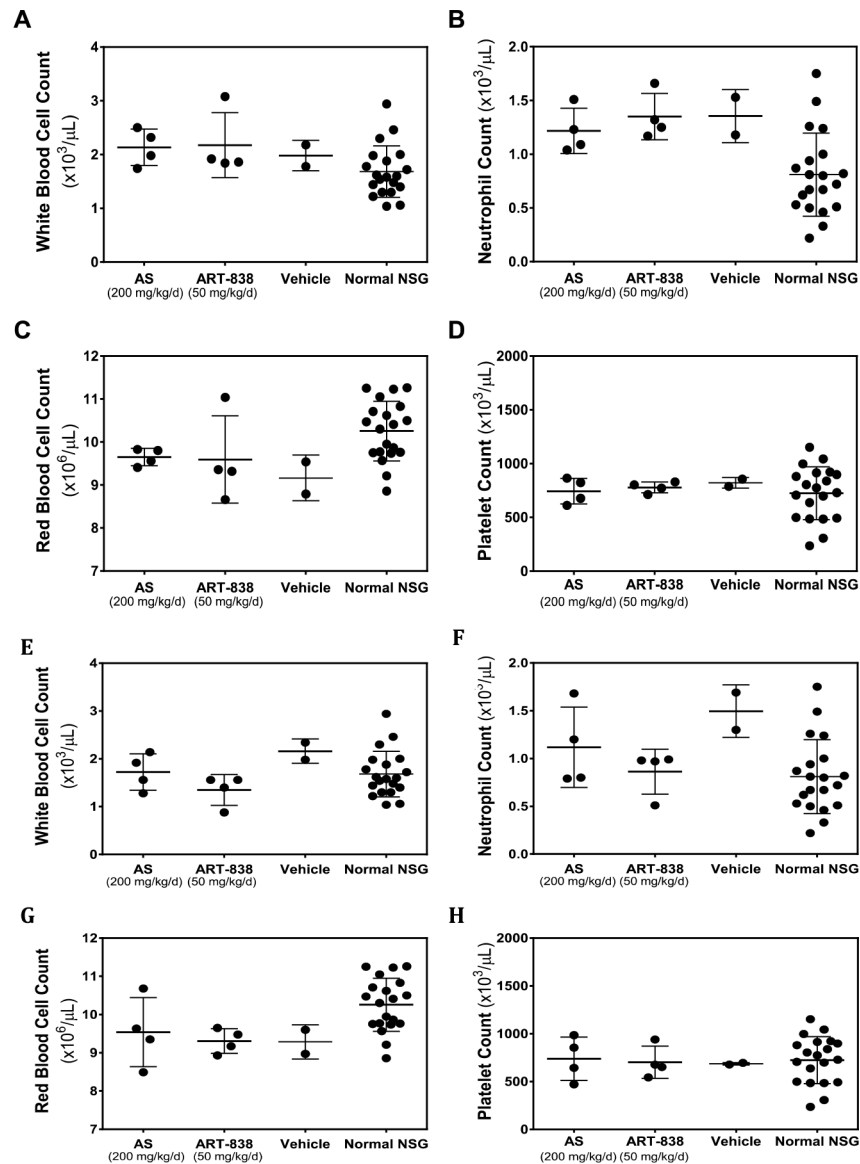 A
White Blood Cell Count
(x10³/µL)
4
3
2
1
0
AS
(200 mg/kg/d)
ART-838
(50 mg/kg/d)
Vehicle
Normal NSG
B
Neutrophil Count (x10³/µL)
2.0
1.5
1.0
0.5
0.0
AS
(200 mg/kg/d)
ART-838
(50 mg/kg/d)
Vehicle
Normal NSG
C
Red Blood Cell Count
(x10⁶/µL)
12
11
10
9
8
7
AS
(200 mg/kg/d)
ART-838
(50 mg/kg/d)
Vehicle
Normal NSG
D
Platelet Count (x10³/µL)
2000
1500
1000
500
0
AS
(200 mg/kg/d)
ART-838
(50 mg/kg/d)
Vehicle
Normal NSG
E
White Blood Cell Count
(x10³/µL)
4
3
2
1
0
AS
(200 mg/kg/d)
ART-838
(50 mg/kg/d)
Vehicle
Normal NSG
F
Neutrophil Count (x10³/µL)
2.0
1.5
1.0
0.5
0.0
AS
(200 mg/kg/d)
ART-838
(50 mg/kg/d)
Vehicle
Normal NSG
G
Red Blood Cell Count
(x10⁶/µL)
12
11
10
9
8
7
AS
(200 mg/kg/d)
ART-838
(50 mg/kg/d)
Vehicle
Normal NSG
H
Platelet Count (x10³/µL)
2000
1500
1000
500
0
AS
(200 mg/kg/d)
ART-838
(50 mg/kg/d)
Vehicle
Normal NSG